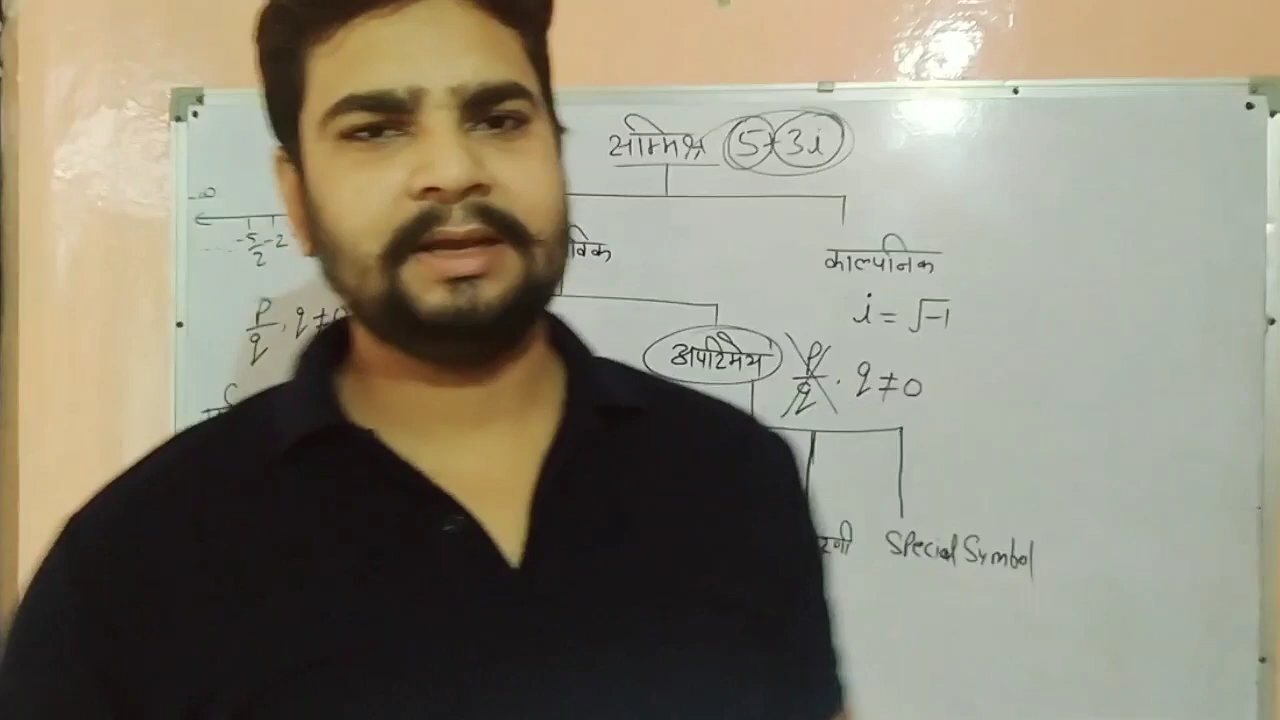 सम्मिश्र 5+3i
-∞
-5/2 -2
विक
काल्पनिक
i = √-1
p/q , q ≠ 0
अपरिमेय p/q , q ≠ 0
Special Symbol